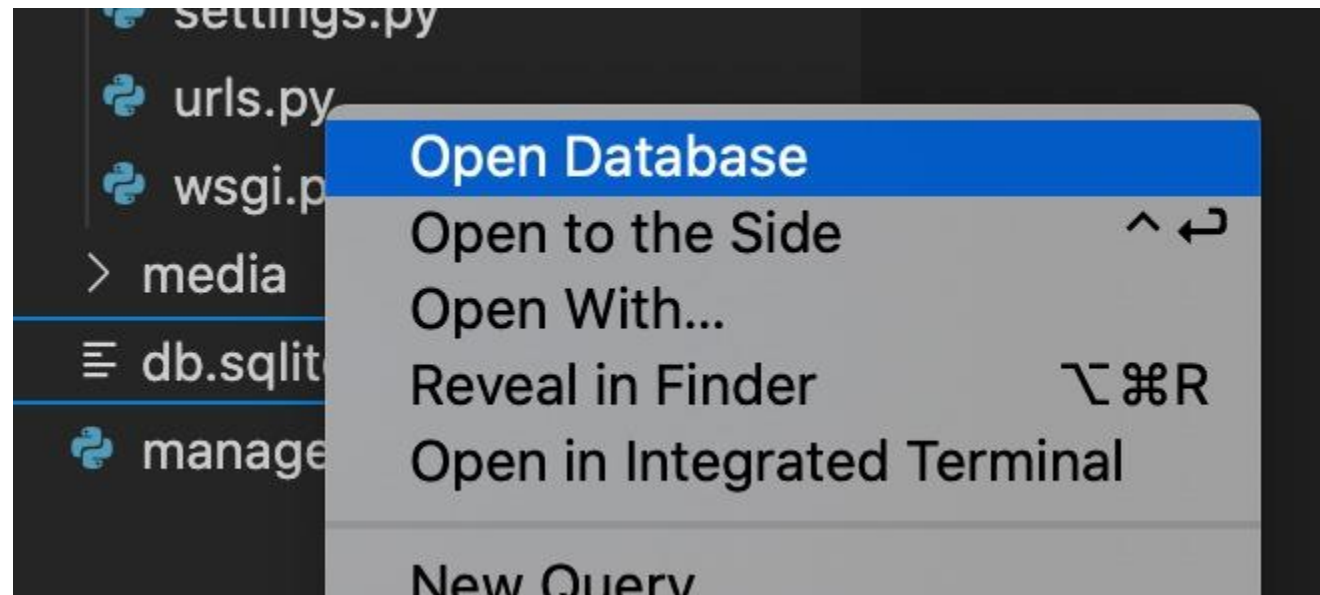 settings.py
urls.py
wsgi.p
media
db.sqlit
manage
Open Database
Open to the Side ^ ↩
Open With...
Reveal in Finder ⌥⌘R
Open in Integrated Terminal
New Query